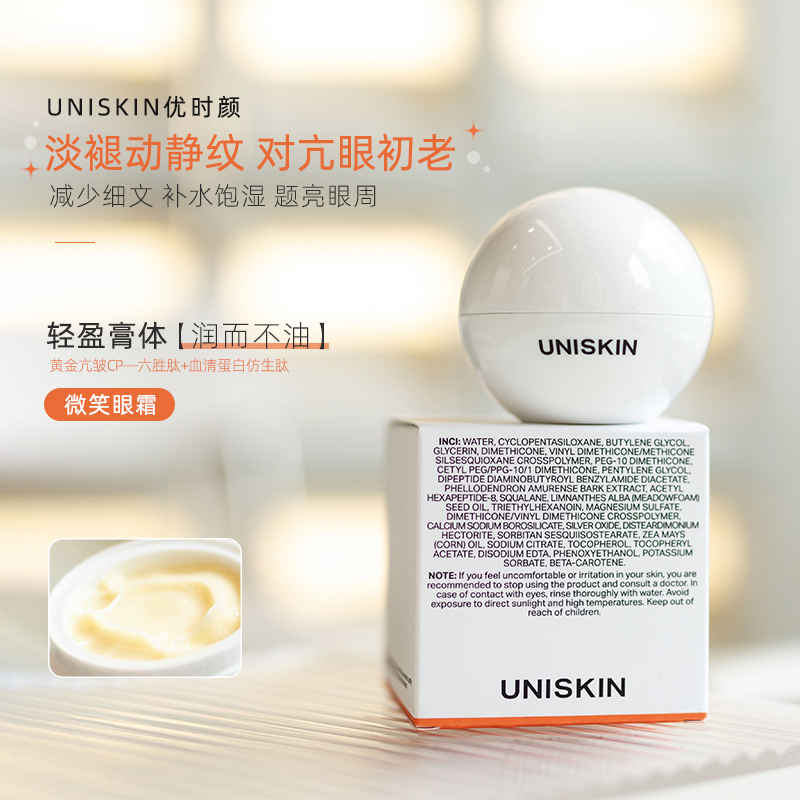 UNISKIN优时颜
淡褪动静纹 对亢眼初老
减少细文 补水饱湿 题亮眼周
轻盈膏体【润而不油】
黄金亢皱CP—六胜肽+血清蛋白仿生肽
微笑眼霜
UNISKIN
INCI: WATER, CYCLOPENTASILOXANE, BUTYLENE GLYCOL,
GLYCERIN, DIMETHICONE, VINYL DIMETHICONE/METHICONE
SILSESQUIOXANE CROSSPOLYMER, PEG-10 DIMETHICONE,
CETYL PEG/PPG-10/1 DIMETHICONE, PENTYLENE GLYCOL,
DIPEPTIDE DIAMINOBUTYROYL BENZYLAMIDE DIACETATE,
PHELLODENDRON AMURENSE BARK EXTRACT, ACETYL
HEXAPEPTIDE-8, SQUALANE, LIMNANTHES ALBA (MEADOWFOAM)
SEED OIL, TRIETHYLHEXANOIN, MAGNESIUM SULFATE,
DIMETHICONE/VINYL DIMETHICONE CROSSPOLYMER,
CALCIUM SODIUM BOROSILICATE, SILVER OXIDE, DISTEARDIMONIUM
HECTORITE, SORBITAN SESQUIISOSTEARATE, ZEA MAYS
(CORN) OIL, SODIUM CITRATE, TOCOPHEROL, TOCOPHERYL
ACETATE, DISODIUM EDTA, PHENOXYETHANOL, POTASSIUM
SORBATE, BETA-CAROTENE.
NOTE: If you feel uncomfortable or irritation in your skin, you are
recommended to stop using the product and consult a doctor. In
case of contact with eyes, rinse thoroughly with water. Avoid
exposure to direct sunlight and high temperatures. Keep out of
reach of children.
UNISKIN